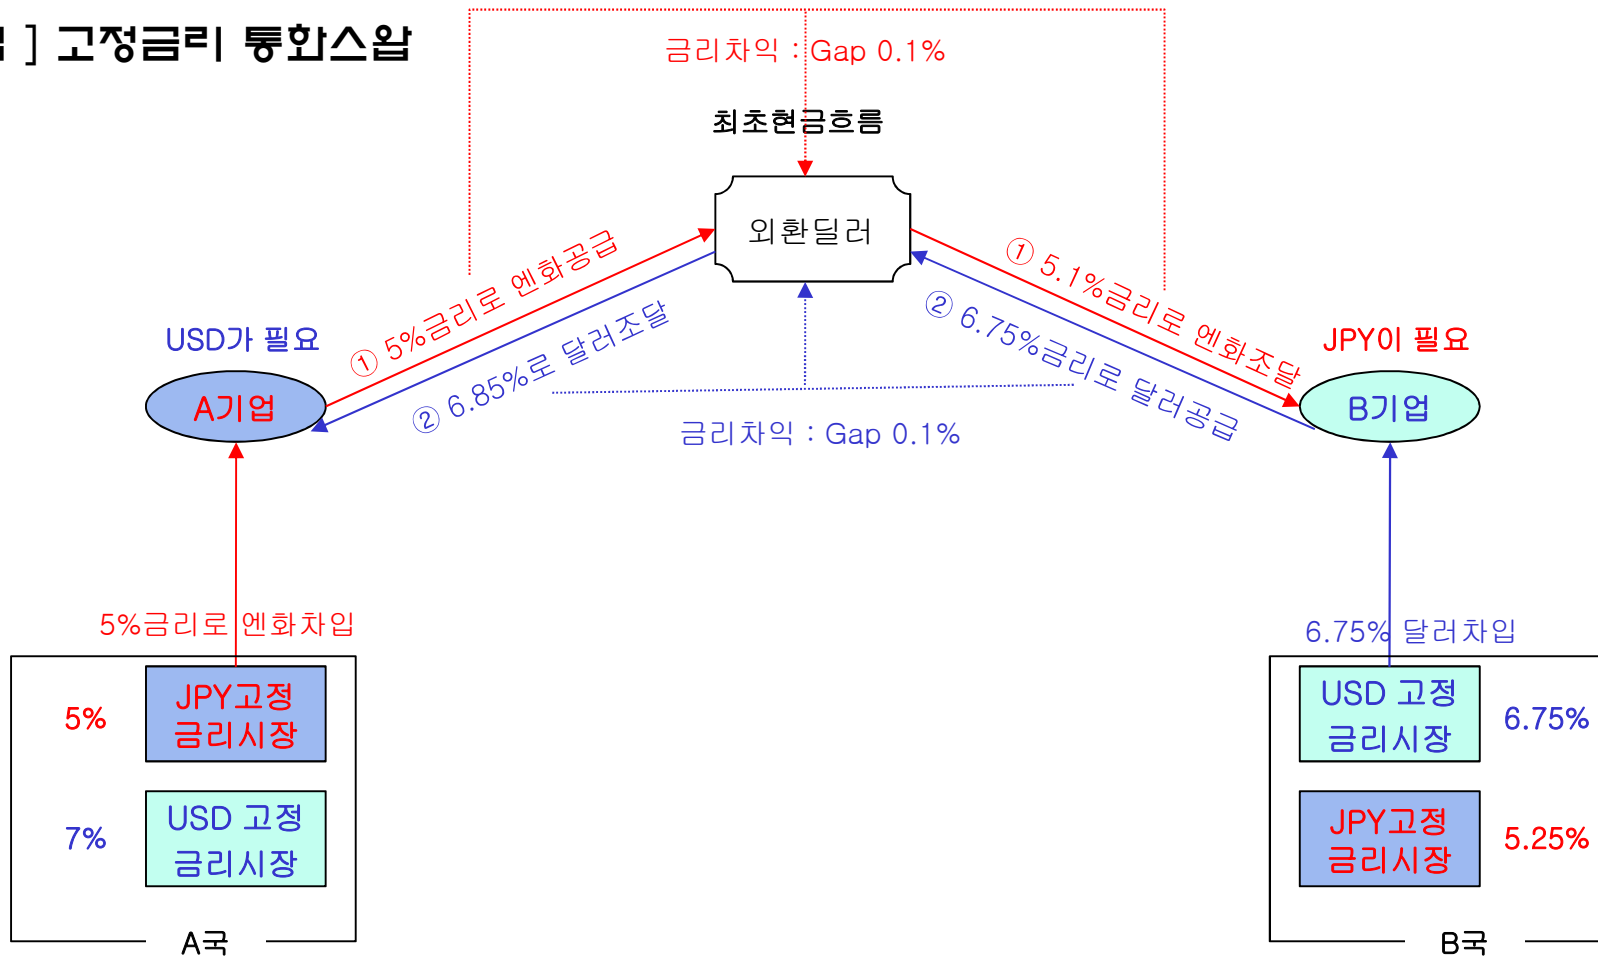 ] 고정금리 통화스왑
금리차익 : Gap 0.1%
최초현금흐름
외환딜러
① 5%금리로 엔화공급
② 6.85%로 달러조달
① 5.1%금리로 엔화조달
② 6.75%금리로 달러공급
USD가 필요
A기업
JPY이 필요
B기업
금리차익 : Gap 0.1%
5%금리로 엔화차입
6.75% 달러차입
5%
JPY고정
금리시장
7%
USD 고정
금리시장
A국
USD 고정
금리시장
6.75%
JPY고정
금리시장
5.25%
B국